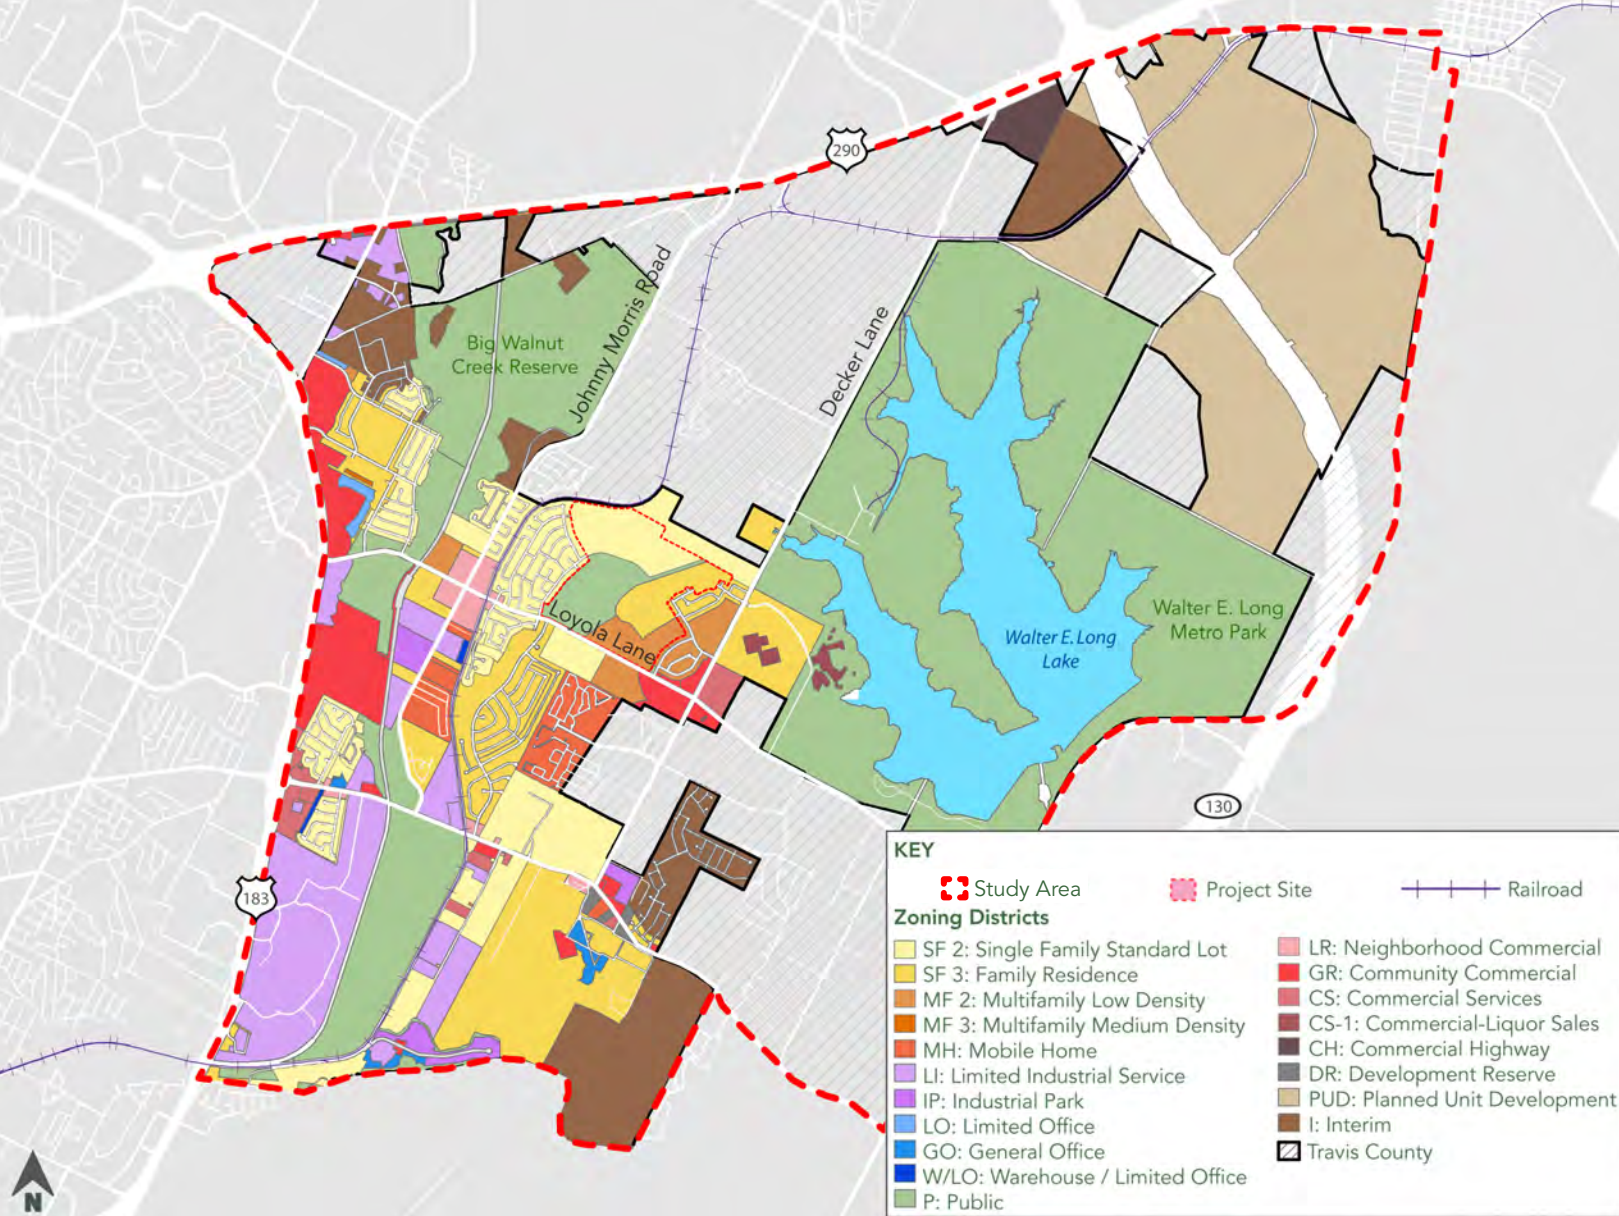 290
Big Walnut
Creek Reserve
Johnny Morris Road
Decker Lane
Loyola Lane
Walter E. Long
Metro Park
Walter E. Long
Lake
130
183
N
KEY
Study Area
Project Site
Railroad
Zoning Districts
SF 2: Single Family Standard Lot
SF 3: Family Residence
MF 2: Multifamily Low Density
MF 3: Multifamily Medium Density
MH: Mobile Home
LI: Limited Industrial Service
IP: Industrial Park
LO: Limited Office
GO: General Office
W/LO: Warehouse / Limited Office
P: Public
LR: Neighborhood Commercial
GR: Community Commercial
CS: Commercial Services
CS-1: Commercial-Liquor Sales
CH: Commercial Highway
DR: Development Reserve
PUD: Planned Unit Development
I: Interim
Travis County